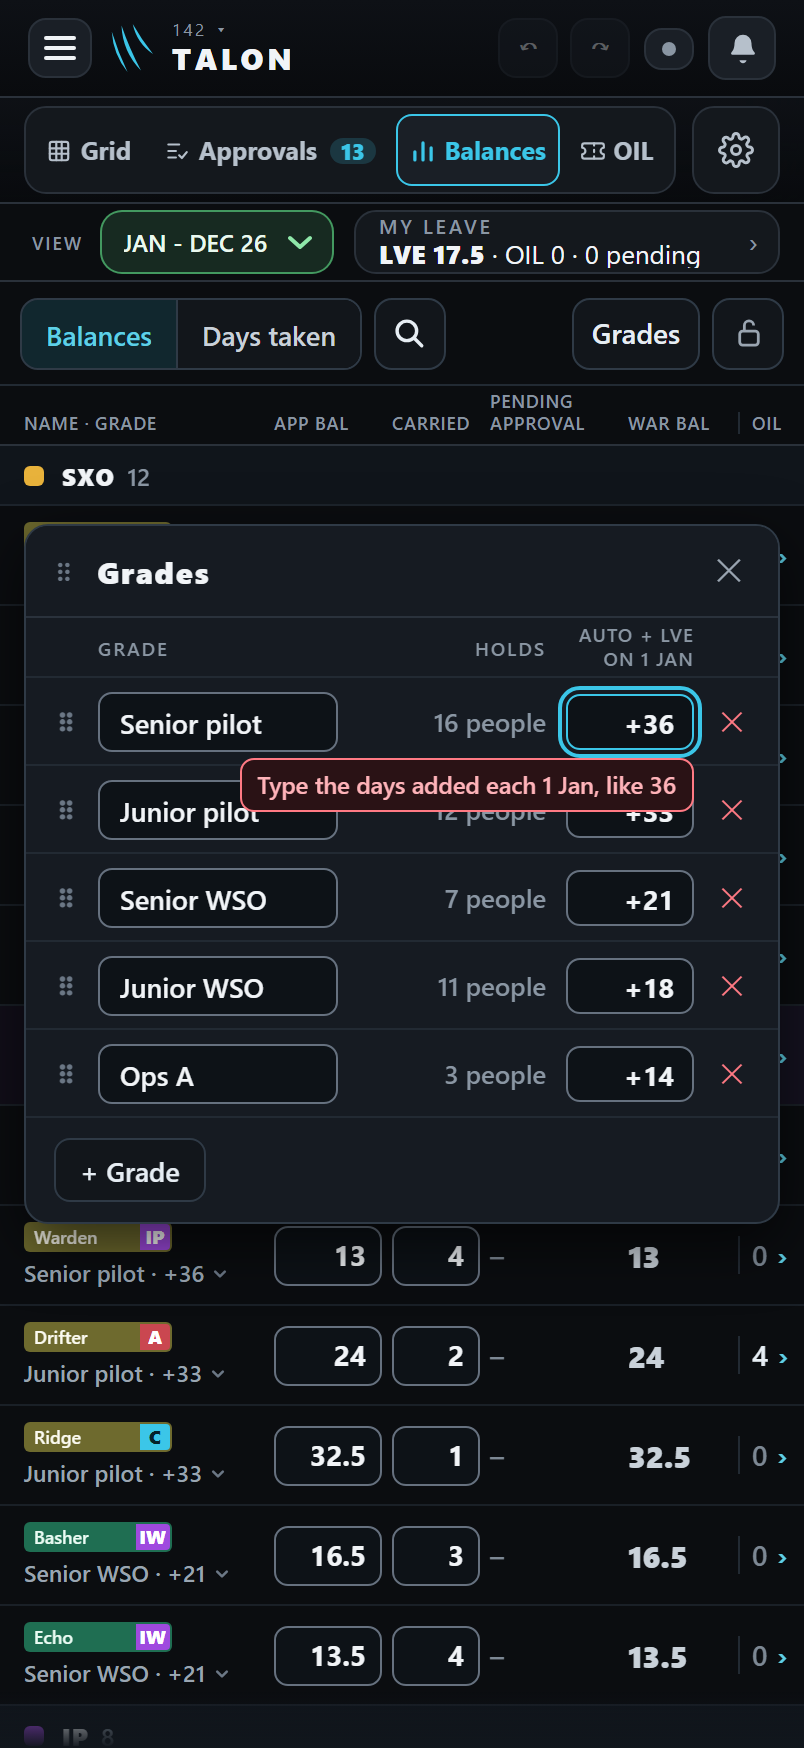 142
TALON
Grid
Approvals 13
Balances
OIL
VIEW
JAN - DEC 26
MY LEAVE
LVE 17.5 · OIL 0 · 0 pending
Balances
Days taken
Grades
NAME · GRADE
APP BAL
CARRIED
PENDING
APPROVAL
WAR BAL
OIL
SXO 12
Grades
GRADE
HOLDS
AUTO + LVE
ON 1 JAN
Senior pilot 16 people +36
Type the days added each 1 Jan, like 36
Junior pilot 12 people +33
Senior WSO 7 people +21
Junior WSO 11 people +18
Ops A 3 people +14
+ Grade
Warden IP
Senior pilot · +36
13 4 – 13 0
Drifter A
Junior pilot · +33
24 2 – 24 4
Ridge C
Junior pilot · +33
32.5 1 – 32.5 0
Basher IW
Senior WSO · +21
16.5 3 – 16.5 0
Echo IW
Senior WSO · +21
13.5 4 – 13.5 0
IP 8